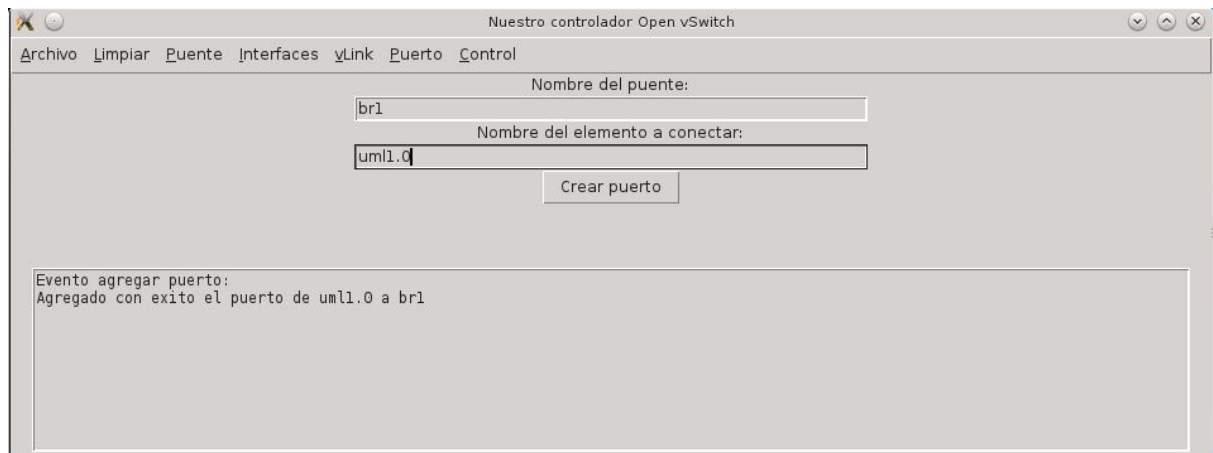 Nuestro controlador Open vSwitch
Archivo Limpiar Puente Interfaces vLink Puerto Control
Nombre del puente:
br1
Nombre del elemento a conectar:
uml1.0
Crear puerto
Evento agregar puerto:
Agregado con exito el puerto de uml1.0 a br1